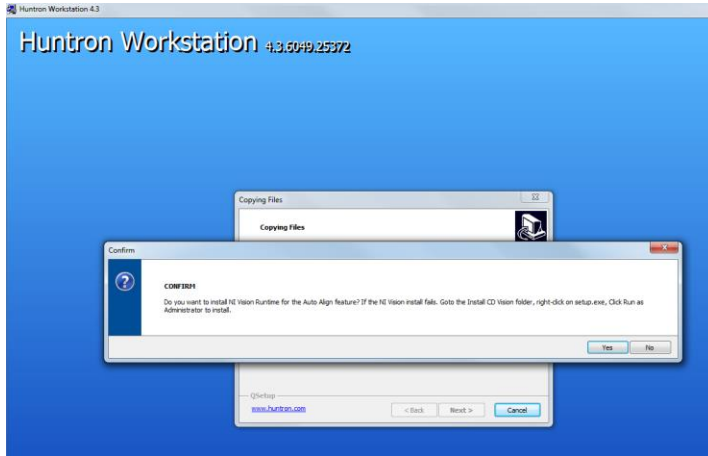 Huntron Workstation 4.3
Huntron Workstation 4.3.6049.25372
Copying Files
Copying Files
Confirm
CONFIRM
Do you want to install NI Vision Runtime for the Auto Align feature? If the NI Vision install fails. Goto the Install CD Vision folder, right-click on setup.exe, Click Run as
Administrator to install.
Yes No
QSetup
www.huntron.com
< Back Next > Cancel